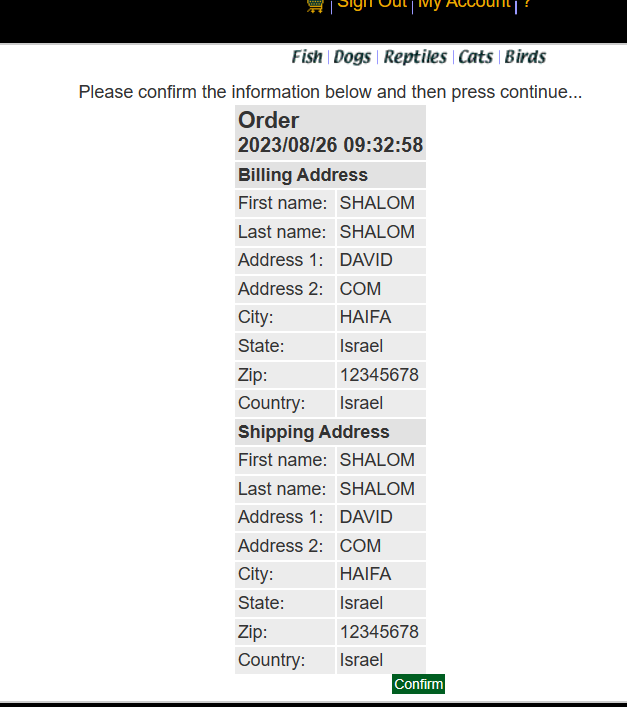 Sign Out | My Account | ?
Fish | Dogs | Reptiles | Cats | Birds
Please confirm the information below and then press continue...
Order
2023/08/26 09:32:58
Billing Address
First name: SHALOM
Last name: SHALOM
Address 1: DAVID
Address 2: COM
City: HAIFA
State: Israel
Zip: 12345678
Country: Israel
Shipping Address
First name: SHALOM
Last name: SHALOM
Address 1: DAVID
Address 2: COM
City: HAIFA
State: Israel
Zip: 12345678
Country: Israel
Confirm